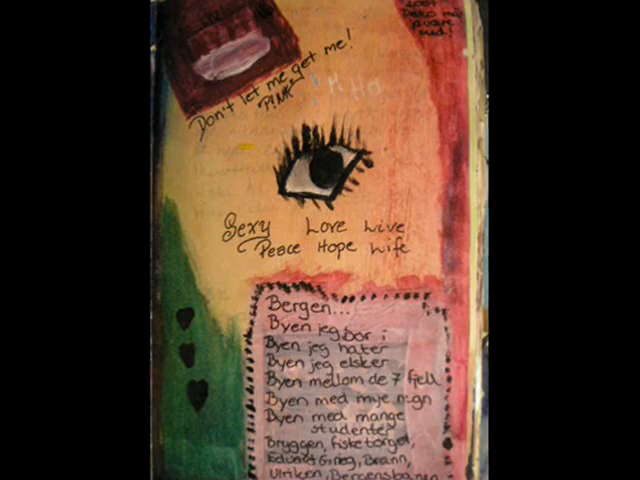 2007
Don't let me get me!
P!NK
Sexy Love Live
Peace Hope Life
Bergen...
Byen jeg bor i
Byen jeg hater
Byen jeg elsker
Byen mellom de 7 fjell
Byen med mye regn
Byen med mange
studenter
Bryggen, fisketorget,
Edvard Grieg, Brann,
Ulriken, Bergensbanen